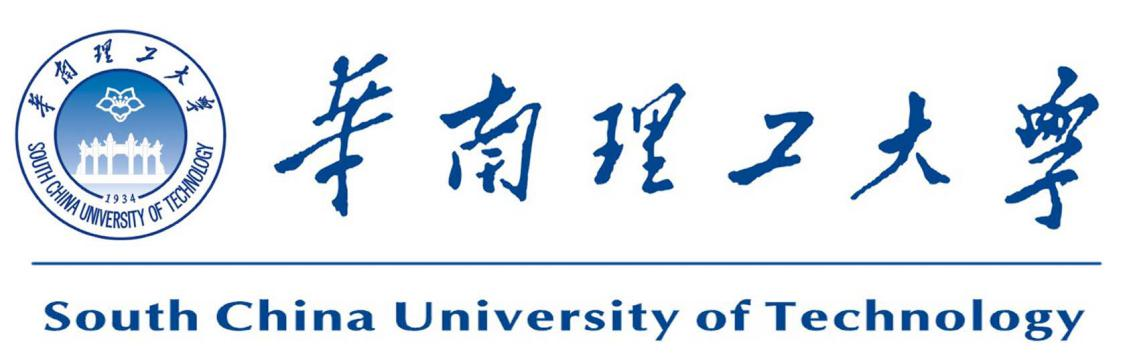 華南理工大學
SOUTH CHINA UNIVERSITY OF TECHNOLOGY
1934
華南理工大學
South China University of Technology